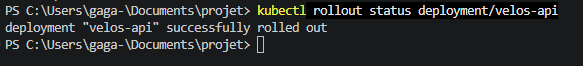 PS C:\Users\gaga-\Documents\projet> kubectl rollout status deployment/velos-api
deployment "velos-api" successfully rolled out
PS C:\Users\gaga-\Documents\projet>